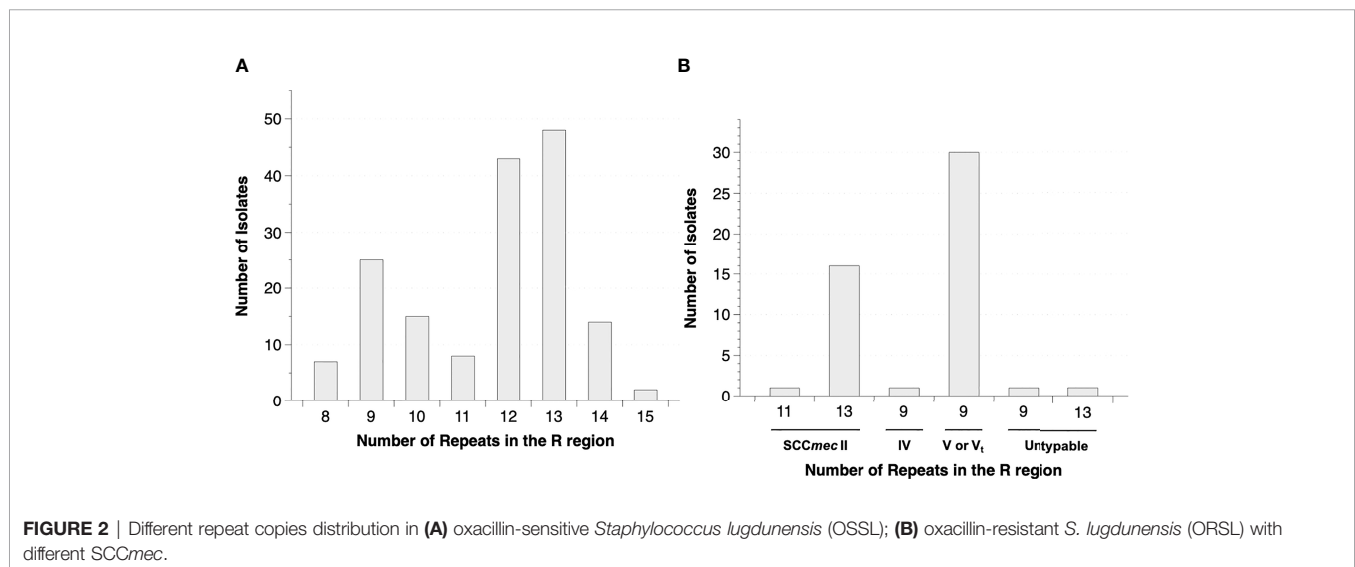 A
B
50
40
30
20
10
0
Number of Isolates
8 9 10 11 12 13 14 15
Number of Repeats in the R region
30
25
20
15
10
5
0
Number of Isolates
11 13 9 9 9 13
SCCmec II IV V or Vt Untypable
Number of Repeats in the R region
FIGURE 2 | Different repeat copies distribution in (A) oxacillin-sensitive Staphylococcus lugdunensis (OSSL); (B) oxacillin-resistant S. lugdunensis (ORSL) with
different SCCmec.